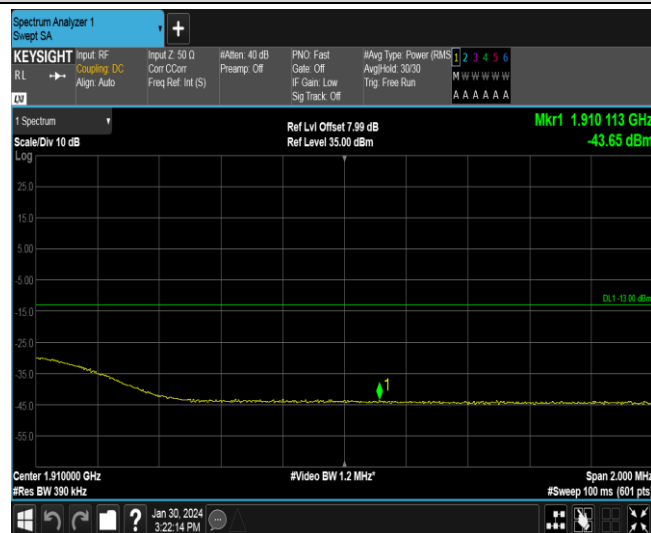 Spectrum Analyzer 1
Swept SA
+
KEYSIGHT
RL
LXI
Input: RF
Coupling: DC
Align: Auto
Input Z: 50 Ω
Corr CCorr
Freq Ref: Int (S)
#Atten: 40 dB
Preamp: Off
PNO: Fast
Gate: Off
IF Gain: Low
Sig Track: Off
#Avg Type: Power (RMS
Avg|Hold: 30/30
Trig: Free Run
1 2 3 4 5 6
M W W W W W
A A A A A A
1 Spectrum
Scale/Div 10 dB
Log
Ref Lvl Offset 7.99 dB
Ref Level 35.00 dBm
Mkr1 1.910 113 GHz
-43.65 dBm
25.0
15.0
5.00
-5.00
DL1 -13.00 dBm
-15.0
-25.0
-35.0
1
-45.0
-55.0
Center 1.910000 GHz
#Res BW 390 kHz
#Video BW 1.2 MHz*
Span 2.000 MHz
#Sweep 100 ms (601 pts)
?
Jan 30, 2024
3:22:14 PM